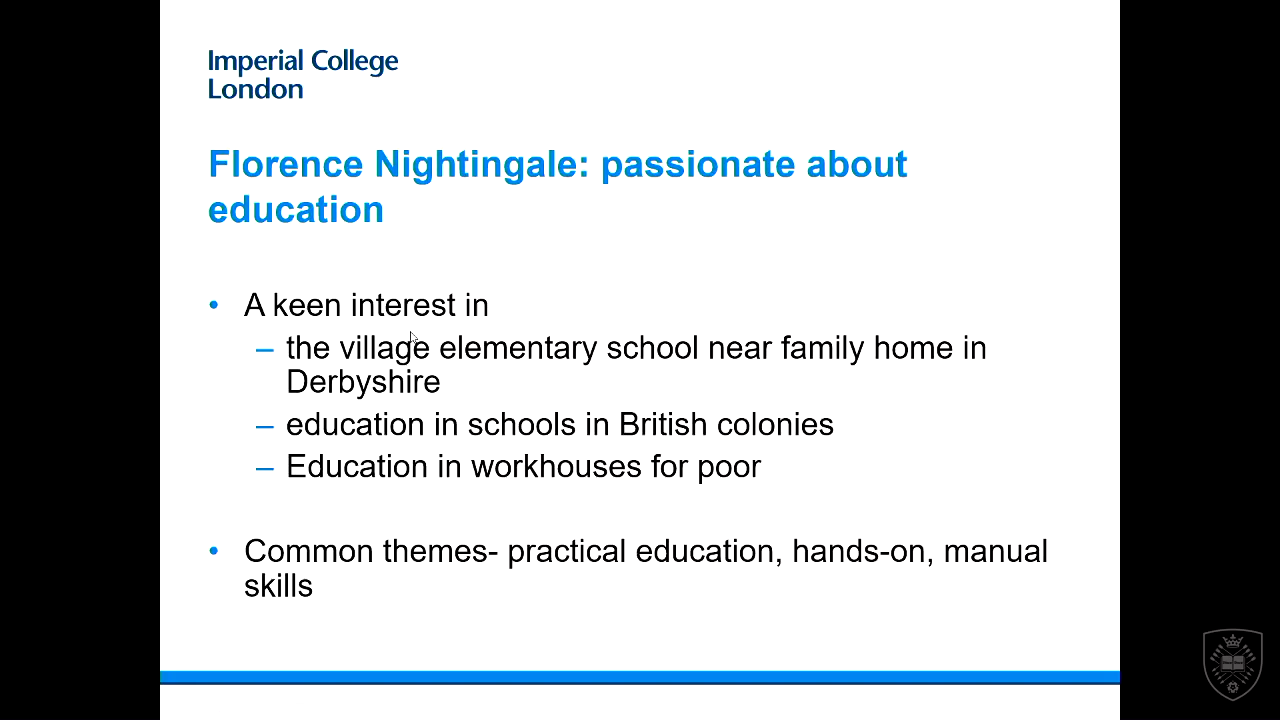 Imperial College
London
Florence Nightingale: passionate about
education
• A keen interest in
– the village elementary school near family home in
Derbyshire
– education in schools in British colonies
– Education in workhouses for poor
• Common themes- practical education, hands-on, manual
skills